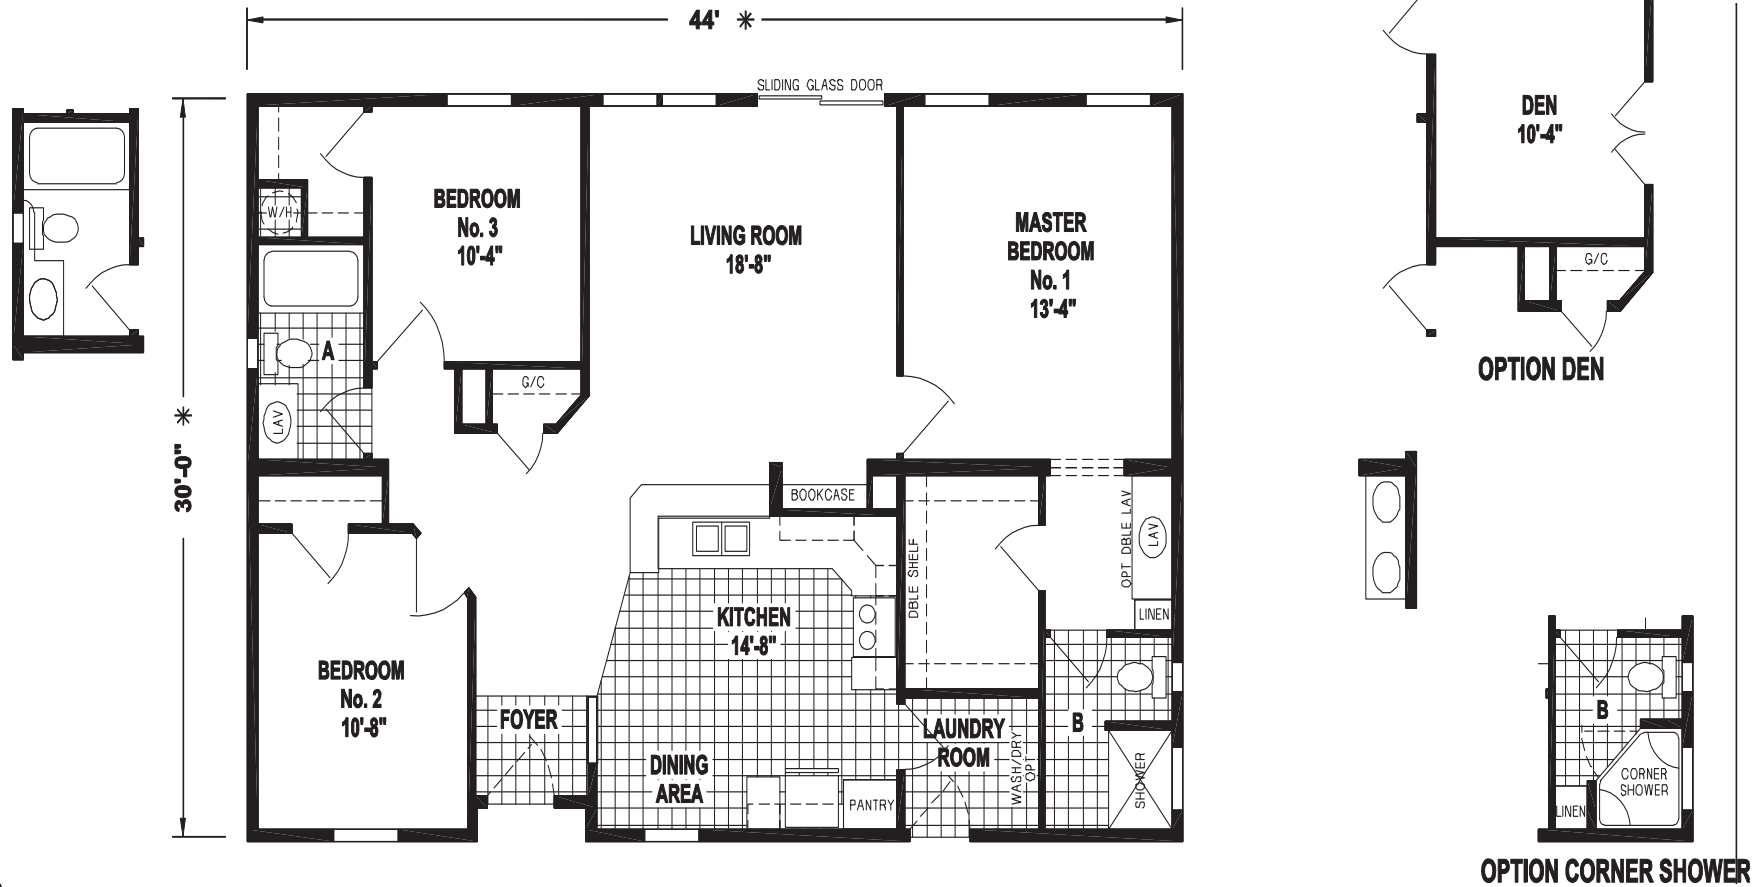 44' ✳
SLIDING GLASS DOOR
DEN
10'-4"
W/H
BEDROOM
No. 3
10'-4"
LIVING ROOM
18'-8"
MASTER
BEDROOM
No. 1
13'-4"
G/C
OPTION DEN
A
G/C
LAV
30'-0" ✳
BOOKCASE
DBLE SHELF
OPT DBLE LAV
LAV
LINEN
KITCHEN
14'-8"
BEDROOM
No. 2
10'-8"
FOYER
DINING
AREA
PANTRY
LAUNDRY
ROOM
WASH/DRY
OPT
B
SHOWER
B
CORNER
SHOWER
LINEN
OPTION CORNER SHOWER